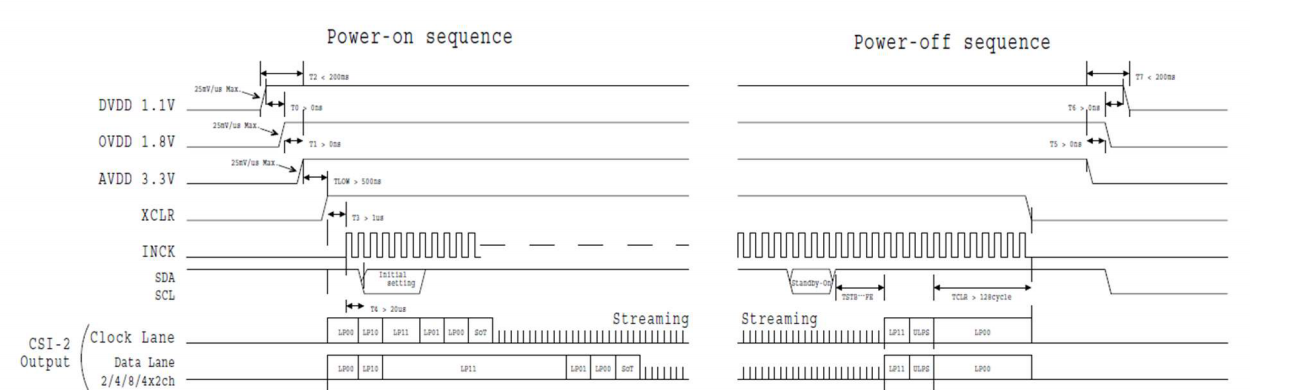 Power-on sequence
Power-off sequence
T2 < 200ms
T7 < 200ms
25mV/us Max.
DVDD 1.1V
T0 > 0ns
T6 > 0ns
25mV/us Max.
OVDD 1.8V
T1 > 0ns
T5 > 0ns
25mV/us Max.
AVDD 3.3V
TLOW > 500ns
XCLR
T3 > 1us
INCK
SDA
SCL
Initial
setting
Standby-On
TCLR > 128cycle
T4 > 20us
Streaming
Streaming
CSI-2
Output
Clock Lane
LP00 LP10 LP11 LP01 LP00 SoT
LP11 ULPS LP00
Data Lane
2/4/8/4x2ch
LP00 LP10 LP11 LP01 LP00 SoT
LP11 ULPS LP00